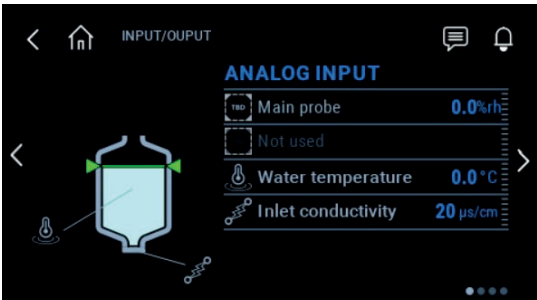 INPUT/OUPUT
ANALOG INPUT
TBD Main probe 0.0%rh
Not used
Water temperature 0.0°C
Inlet conductivity 20 µs/cm